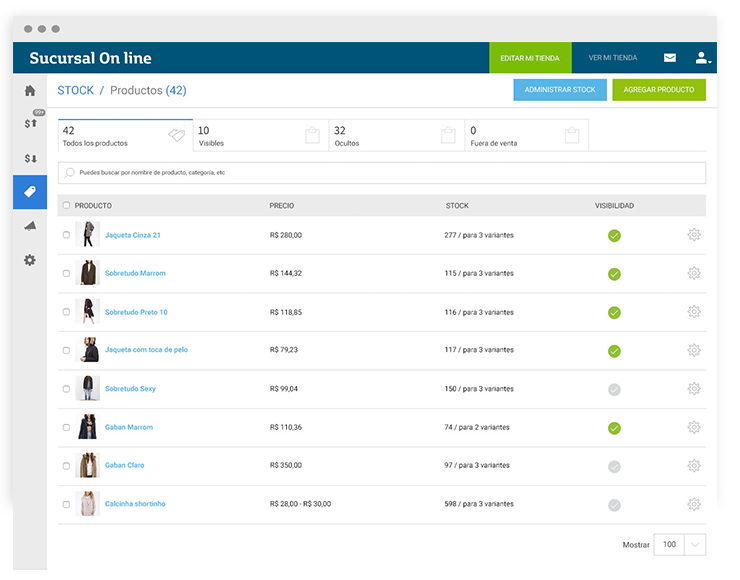 Sucursal On line
EDITAR MI TIENDA
VER MI TIENDA
STOCK / Productos (42)
ADMINISTRAR STOCK
AGREGAR PRODUCTO
99+
$
$
42
Todos los productos
10
Visibles
32
Ocultos
0
Fuera de venta
Puedes buscar por nombre de producto, categoría, etc
PRODUCTO PRECIO STOCK VISIBILIDAD
Jaqueta Cinza 21 R$ 280,00 277 / para 3 variantes
Sobretudo Marrom R$ 144,32 115 / para 3 variantes
Sobretudo Preto 10 R$ 118,85 116 / para 3 variantes
Jaqueta com toca de pelo R$ 79,23 117 / para 3 variantes
Sobretudo Sexy R$ 99,04 150 / para 3 variantes
Gaban Marrom R$ 110,36 74 / para 2 variantes
Gaban Claro R$ 350,00 97 / para 3 variantes
Calcinha shortinho R$ 28,00 - R$ 30,00 598 / para 3 variantes
Mostrar 100